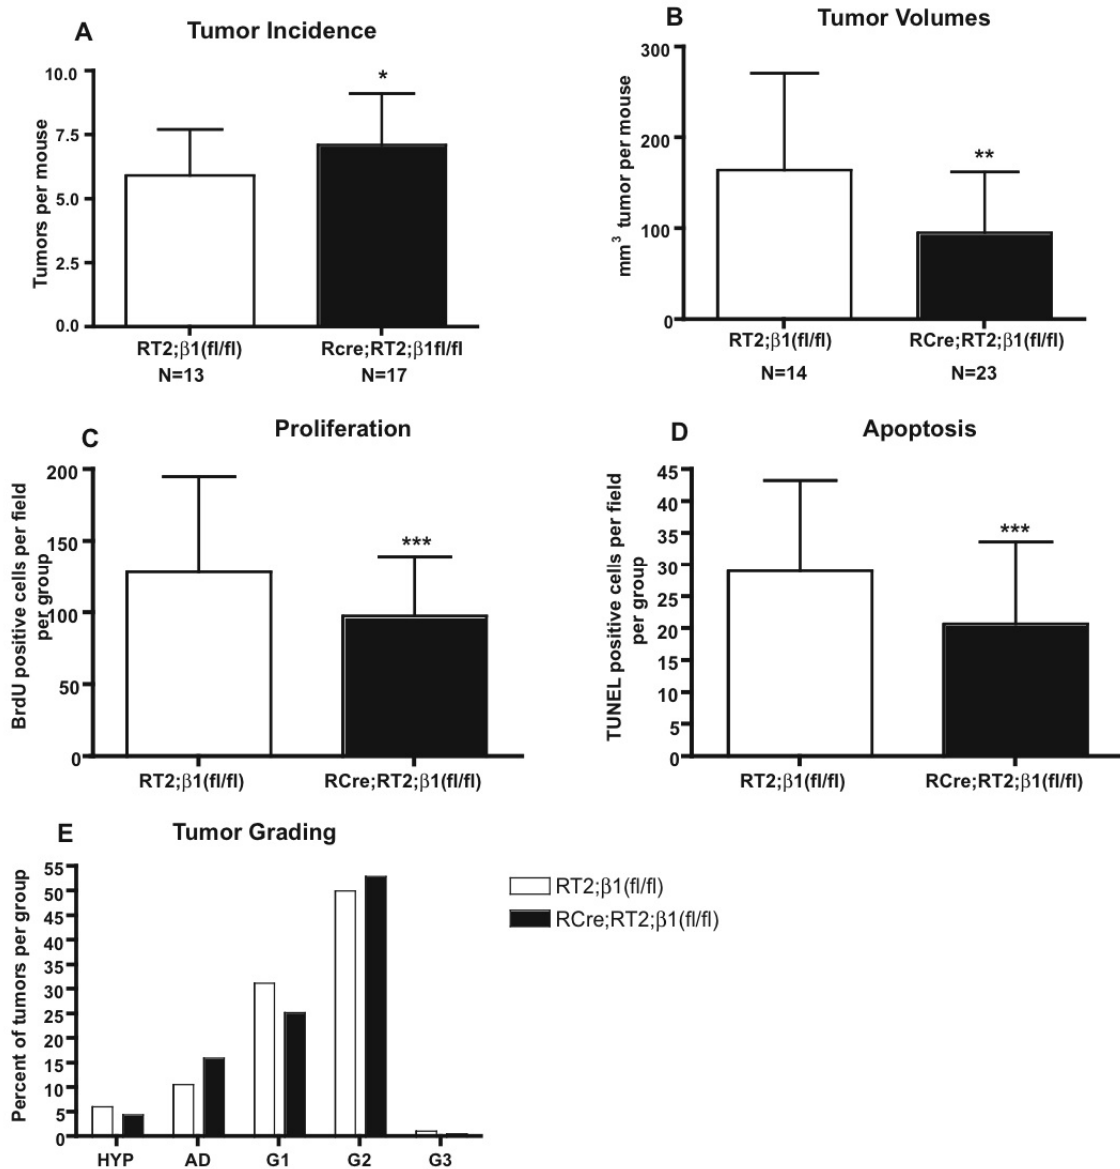 A Tumor Incidence
Tumors per mouse
10.0
7.5
5.0
2.5
0.0
*
RT2;β1(fl/fl) Rcre;RT2;β1fl/fl
N=13 N=17
B Tumor Volumes
mm³ tumor per mouse
300
200
100
0
**
RT2;β1(fl/fl) RCre;RT2;β1(fl/fl)
N=14 N=23
C Proliferation
BrdU positive cells per field
per group
200
150
100
50
0
***
RT2;β1(fl/fl) RCre;RT2;β1(fl/fl)
D Apoptosis
TUNEL positive cells per field
per group
45
40
35
30
25
20
15
10
5
0
***
RT2;β1(fl/fl) RCre;RT2;β1(fl/fl)
E Tumor Grading
Percent of tumors per group
55
50
45
40
35
30
25
20
15
10
5
0
HYP AD G1 G2 G3
RT2;β1(fl/fl)
RCre;RT2;β1(fl/fl)